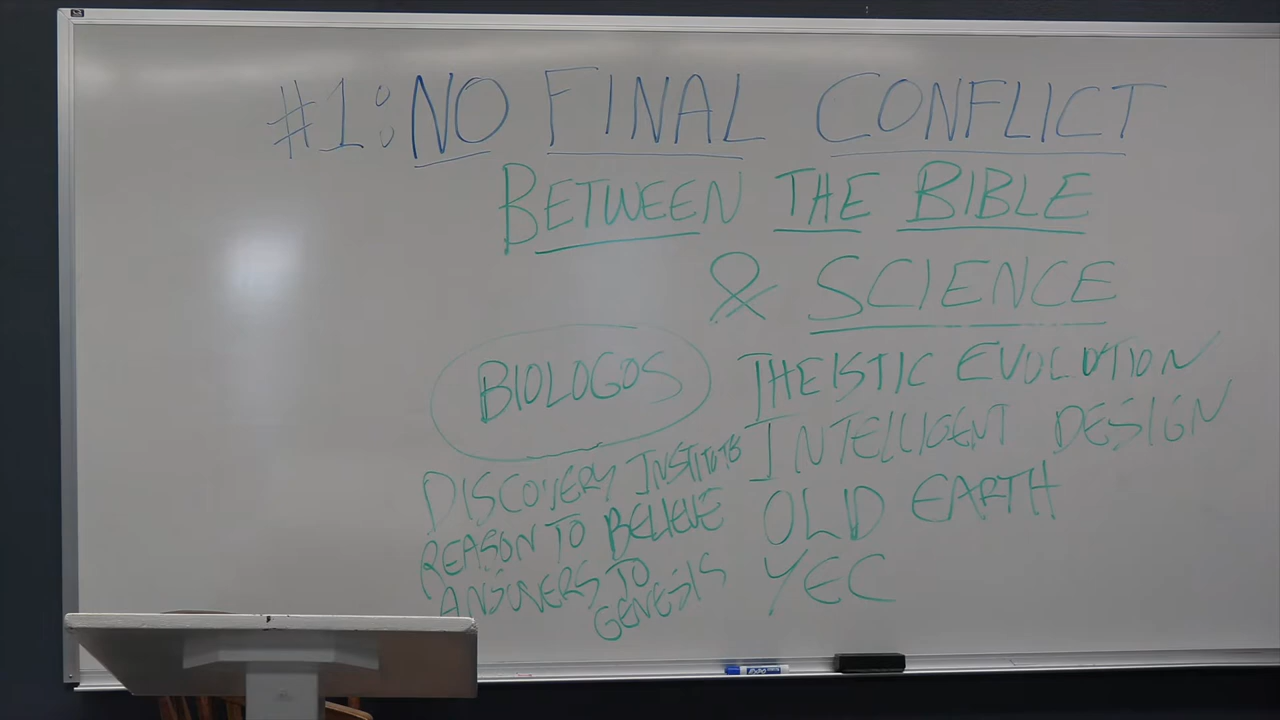 #1: NO FINAL CONFLICT
BETWEEN THE BIBLE
& SCIENCE
BIOLOGOS THEISTIC EVOLUTION
DISCOVERY INSTITUTE INTELLIGENT DESIGN
REASON TO BELIEVE OLD EARTH
ANSWERS TO GENESIS YEC